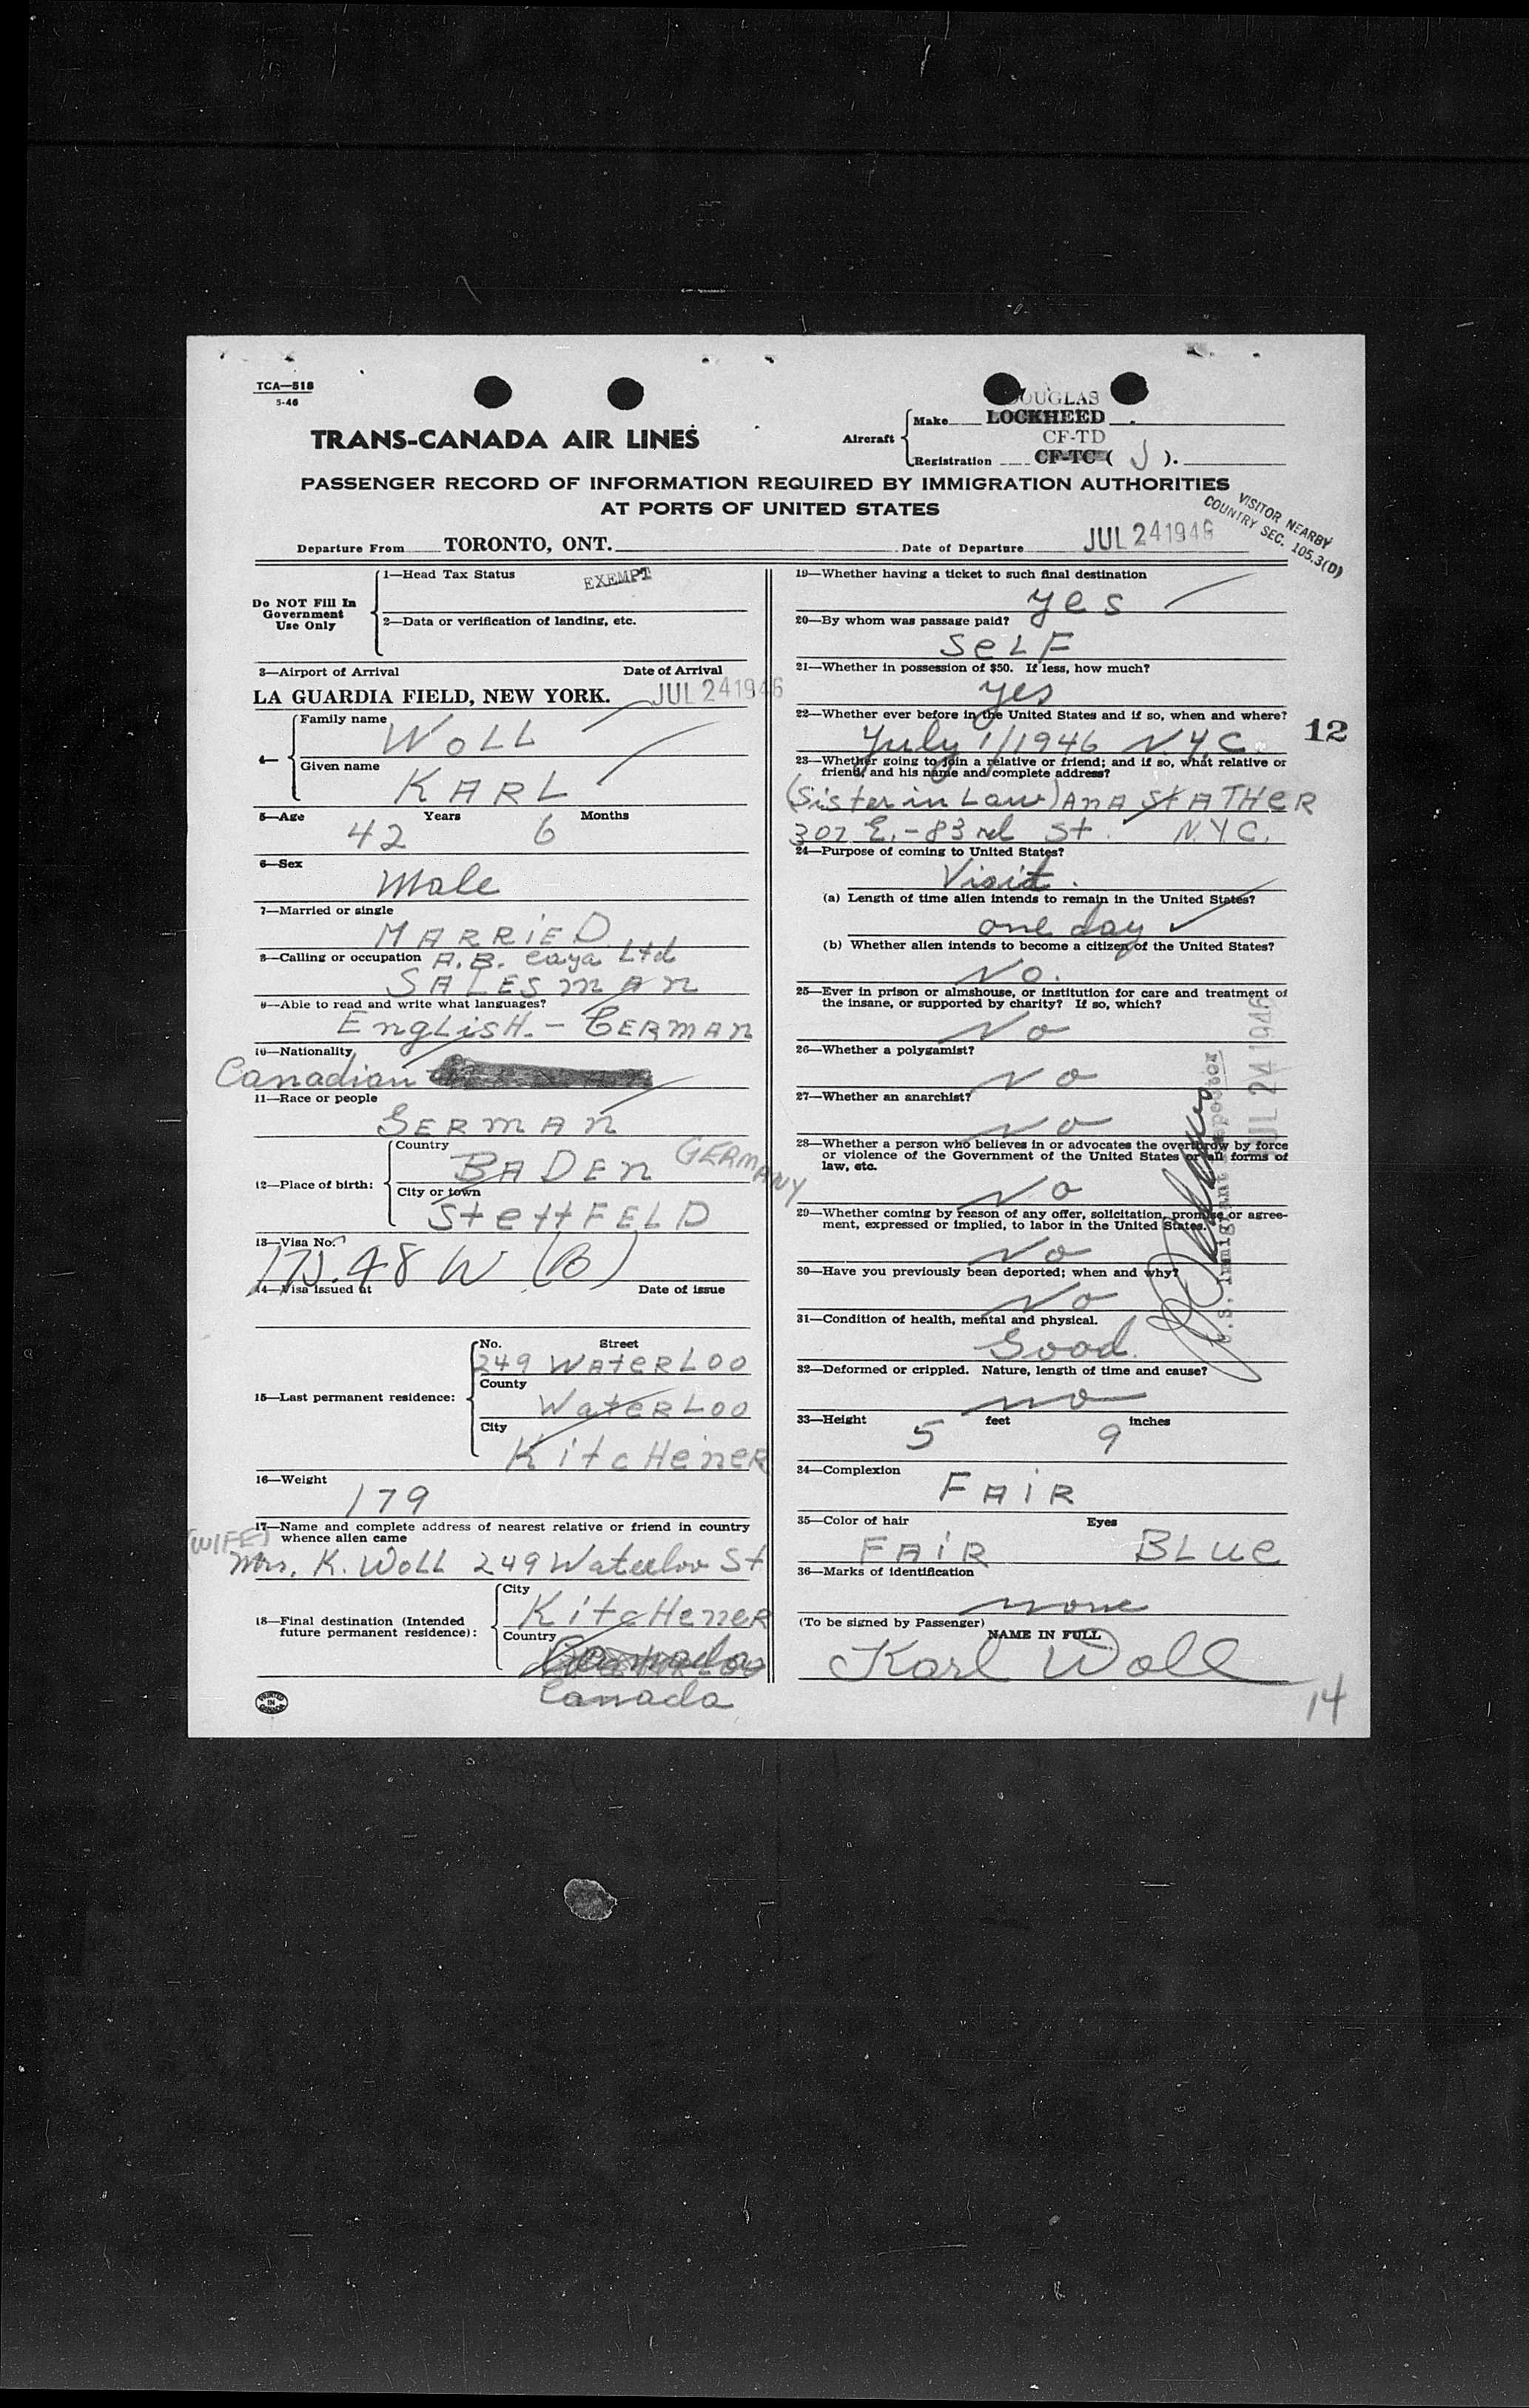 TCA—518
5-46
TRANS-CANADA AIR LINES
DOUGLAS
Aircraft
Make LOCKHEED
CF-TD
Registration CF-TC ( J ).
PASSENGER RECORD OF INFORMATION REQUIRED BY IMMIGRATION AUTHORITIES
AT PORTS OF UNITED STATES
VISITOR NEARBY
COUNTRY SEC. 105.3(D)
Departure From TORONTO, ONT. Date of Departure JUL 24 1946
Do NOT Fill In
Government
Use Only
1—Head Tax Status EXEMPT
2—Data or verification of landing, etc.
3—Airport of Arrival Date of Arrival
LA GUARDIA FIELD, NEW YORK. JUL 24 1946
4—
Family name WOLL
Given name KARL
5—Age 42 Years 6 Months
6—Sex
Male
7—Married or single
MARRIED
8—Calling or occupation A.B. Caya Ltd
SALESMAN
9—Able to read and write what languages?
EngLisH - GERMAn
10—Nationality
Canadian
11—Race or people
GERMAn
12—Place of birth:
Country
BADEn GERMANY
City or town
StettFELD
13—Visa No.
48 W (B)
14—Visa issued at Date of issue
15—Last permanent residence:
No. Street
249 WAteRLOO
County
WateRLOO
City
KitcHeneR
16—Weight
179
17—Name and complete address of nearest relative or friend in country
whence alien came
(WIFE)
Mrs. K. WOLL 249 Waterloo St
18—Final destination (Intended
future permanent residence):
City
KitcHeneR
Country
Canada
PRINTED IN CANADA
19—Whether having a ticket to such final destination
yes
20—By whom was passage paid?
SeLF
21—Whether in possession of $50. If less, how much?
yes
22—Whether ever before in the United States and if so, when and where?
July 1/1946 N.Y.C.
12
23—Whether going to join a relative or friend; and if so, what relative or
friend, and his name and complete address?
(Sister in Law) AnA StATHeR
307 E.-83rd St. N.Y.C.
24—Purpose of coming to United States?
Visit.
(a) Length of time alien intends to remain in the United States?
one day
(b) Whether alien intends to become a citizen of the United States?
No.
25—Ever in prison or almshouse, or institution for care and treatment of
the insane, or supported by charity? If so, which?
No
26—Whether a polygamist?
No
27—Whether an anarchist?
No
28—Whether a person who believes in or advocates the overthrow by force
or violence of the Government of the United States or all forms of
law, etc.
No
29—Whether coming by reason of any offer, solicitation, promise or agree-
ment, expressed or implied, to labor in the United States.
No
30—Have you previously been deported; when and why?
No
31—Condition of health, mental and physical.
Good.
32—Deformed or crippled. Nature, length of time and cause?
no
33—Height 5 feet 9 inches
34—Complexion
FAiR
35—Color of hair Eyes
FAiR BLue
36—Marks of identification
none
(To be signed by Passenger)
NAME IN FULL
Karl Woll
U.S. Immigrant Inspector
JUL 24 1946
14